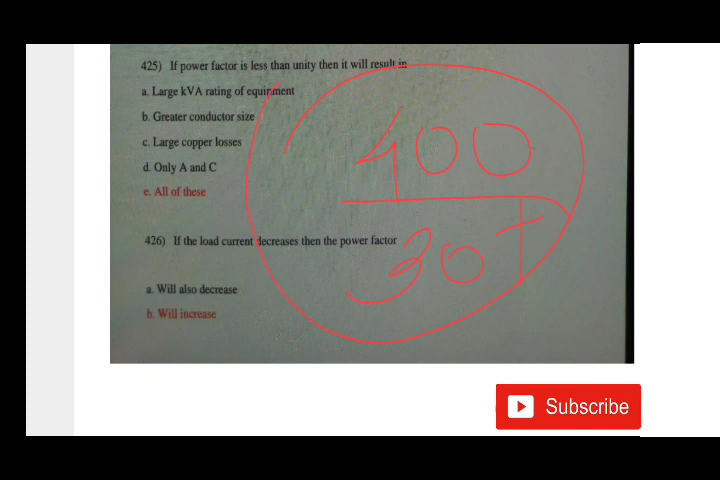 425) If power factor is less than unity then it will result in
a. Large kVA rating of equipment
b. Greater conductor size
c. Large copper losses
d. Only A and C
e. All of these
100
30
426) If the load current decreases then the power factor
a. Will also decrease
b. Will increase
Subscribe